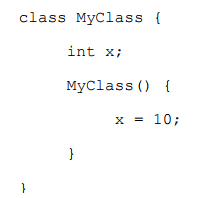 class MyClass {
int x;
MyClass() {
x = 10;
}
}